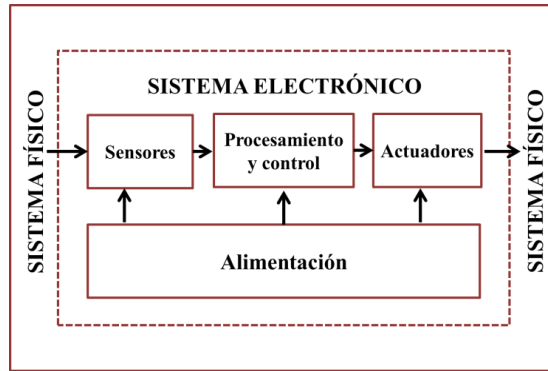 SISTEMA ELECTRÓNICO
SISTEMA FÍSICO
Sensores
Procesamiento
y control
Actuadores
SISTEMA FÍSICO
Alimentación